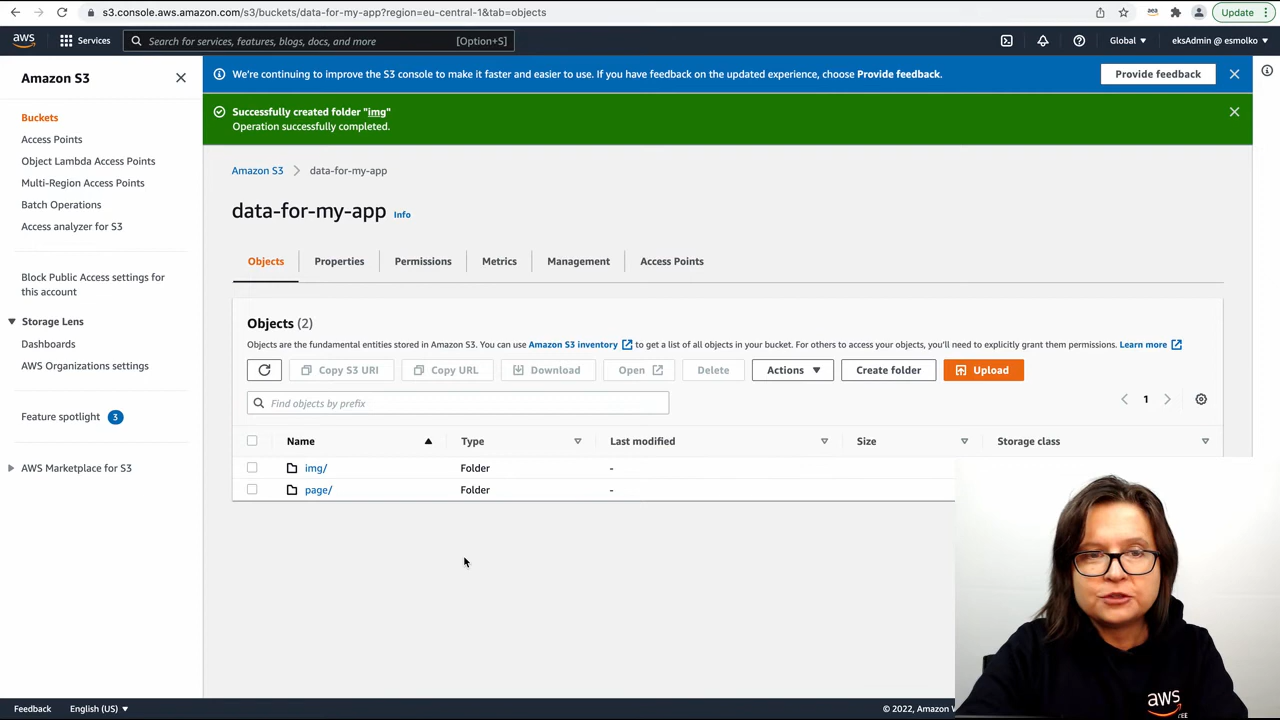 s3.console.aws.amazon.com/s3/buckets/data-for-my-app?region=eu-central-1&tab=objects
Update
aws
Services
Search for services, features, blogs, docs, and more
[Option+S]
Global
eksAdmin @ esmolko
Amazon S3
We're continuing to improve the S3 console to make it faster and easier to use. If you have feedback on the updated experience, choose Provide feedback.
Provide feedback
Successfully created folder "img"
Operation successfully completed.
Buckets
Access Points
Object Lambda Access Points
Multi-Region Access Points
Batch Operations
Access analyzer for S3
Block Public Access settings for
this account
Storage Lens
Dashboards
AWS Organizations settings
Feature spotlight 3
AWS Marketplace for S3
Amazon S3 > data-for-my-app
data-for-my-app Info
Objects
Properties
Permissions
Metrics
Management
Access Points
Objects (2)
Objects are the fundamental entities stored in Amazon S3. You can use Amazon S3 inventory to get a list of all objects in your bucket. For others to access your objects, you'll need to explicitly grant them permissions. Learn more
Copy S3 URI
Copy URL
Download
Open
Delete
Actions
Create folder
Upload
Find objects by prefix
1
Name Type Last modified Size Storage class
img/ Folder -
page/ Folder -
aws
Feedback English (US)
© 2022, Amazon